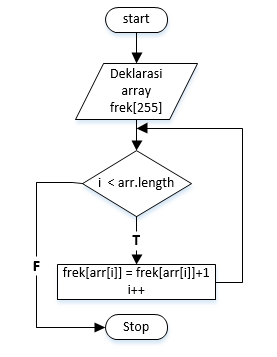 start
Deklarasi
array
frek[255]
i < arr.length
T
F
frek[arr[i]] = frek[arr[i]]+1
i++
Stop